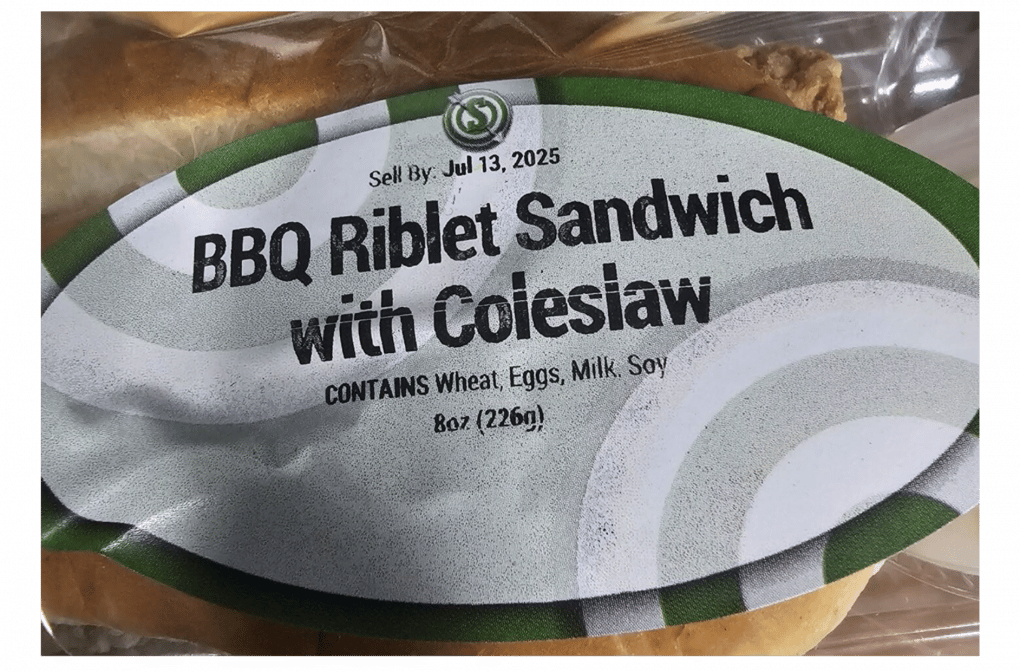 Sell By: Jul 13, 2025
BBQ Riblet Sandwich
with Coleslaw
CONTAINS Wheat, Eggs, Milk. Soy
8oz (226g)